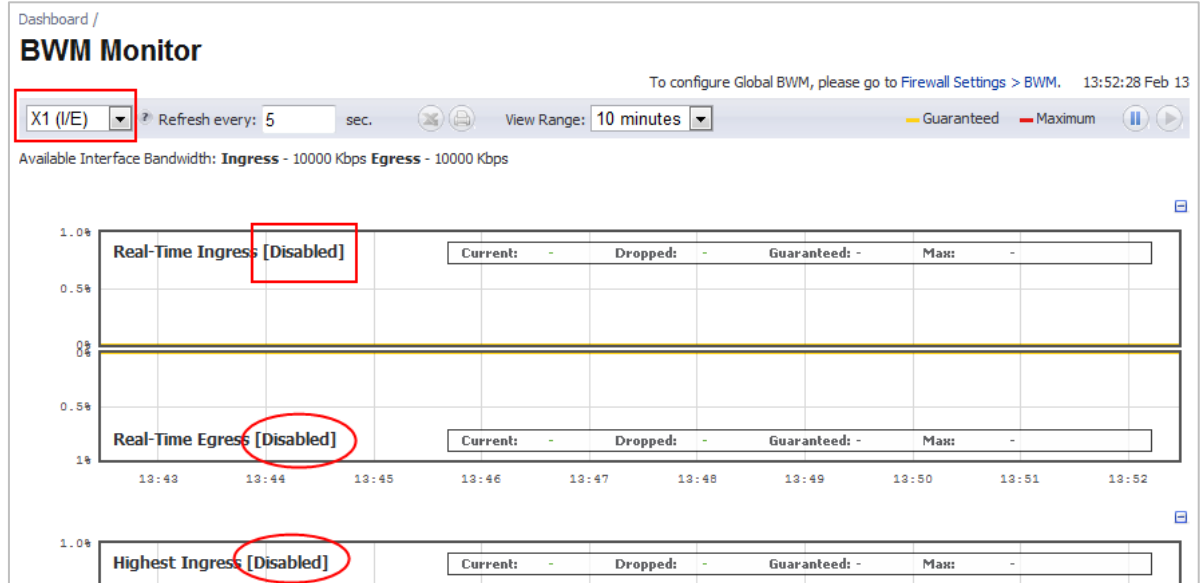 Dashboard /
BWM Monitor
To configure Global BWM, please go to Firewall Settings > BWM. 13:52:28 Feb 13
X1 (I/E) ? Refresh every: 5 sec. View Range: 10 minutes Guaranteed Maximum
Available Interface Bandwidth: Ingress - 10000 Kbps Egress - 10000 Kbps
1.0%
Real-Time Ingress [Disabled] Current: - Dropped: - Guaranteed: - Max: -
0.5%
0%
0%
0.5%
Real-Time Egress [Disabled] Current: - Dropped: - Guaranteed: - Max: -
1%
13:43 13:44 13:45 13:46 13:47 13:48 13:49 13:50 13:51 13:52
1.0%
Highest Ingress [Disabled] Current: - Dropped: - Guaranteed: - Max: -